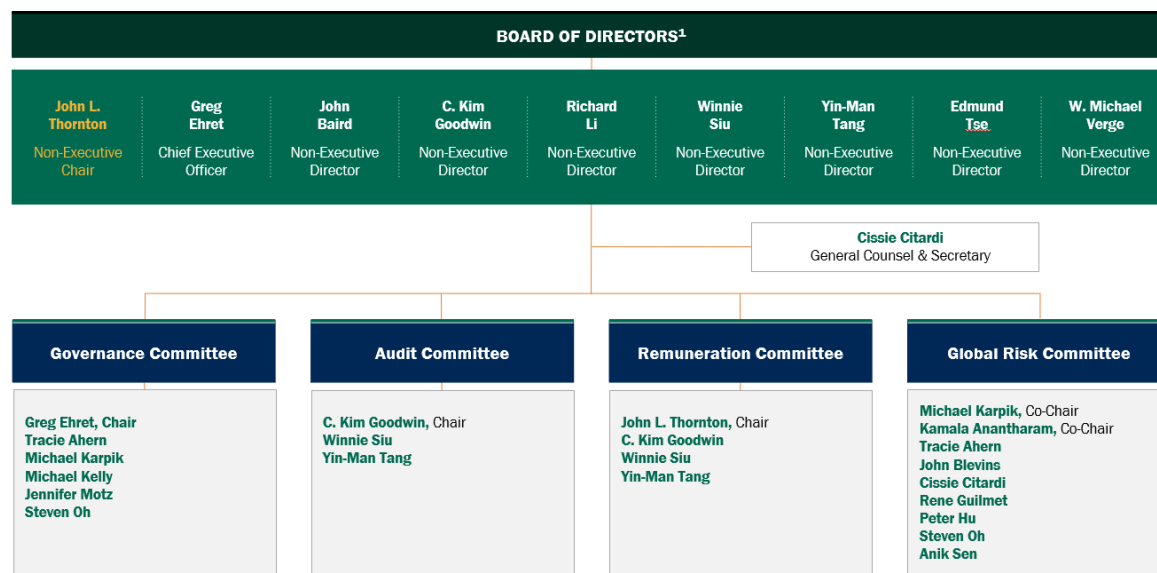 BOARD OF DIRECTORS¹
John L.
Thornton
Non-Executive
Chair
Greg
Ehret
Chief Executive
Officer
John
Baird
Non-Executive
Director
C. Kim
Goodwin
Non-Executive
Director
Richard
Li
Non-Executive
Director
Winnie
Siu
Non-Executive
Director
Yin-Man
Tang
Non-Executive
Director
Edmund
Tse
Non-Executive
Director
W. Michael
Verge
Non-Executive
Director
Cissie Citardi
General Counsel & Secretary
Governance Committee
Greg Ehret, Chair
Tracie Ahern
Michael Karpik
Michael Kelly
Jennifer Motz
Steven Oh
Audit Committee
C. Kim Goodwin, Chair
Winnie Siu
Yin-Man Tang
Remuneration Committee
John L. Thornton, Chair
C. Kim Goodwin
Winnie Siu
Yin-Man Tang
Global Risk Committee
Michael Karpik, Co-Chair
Kamala Anantharam, Co-Chair
Tracie Ahern
John Blevins
Cissie Citardi
Rene Guilmet
Peter Hu
Steven Oh
Anik Sen